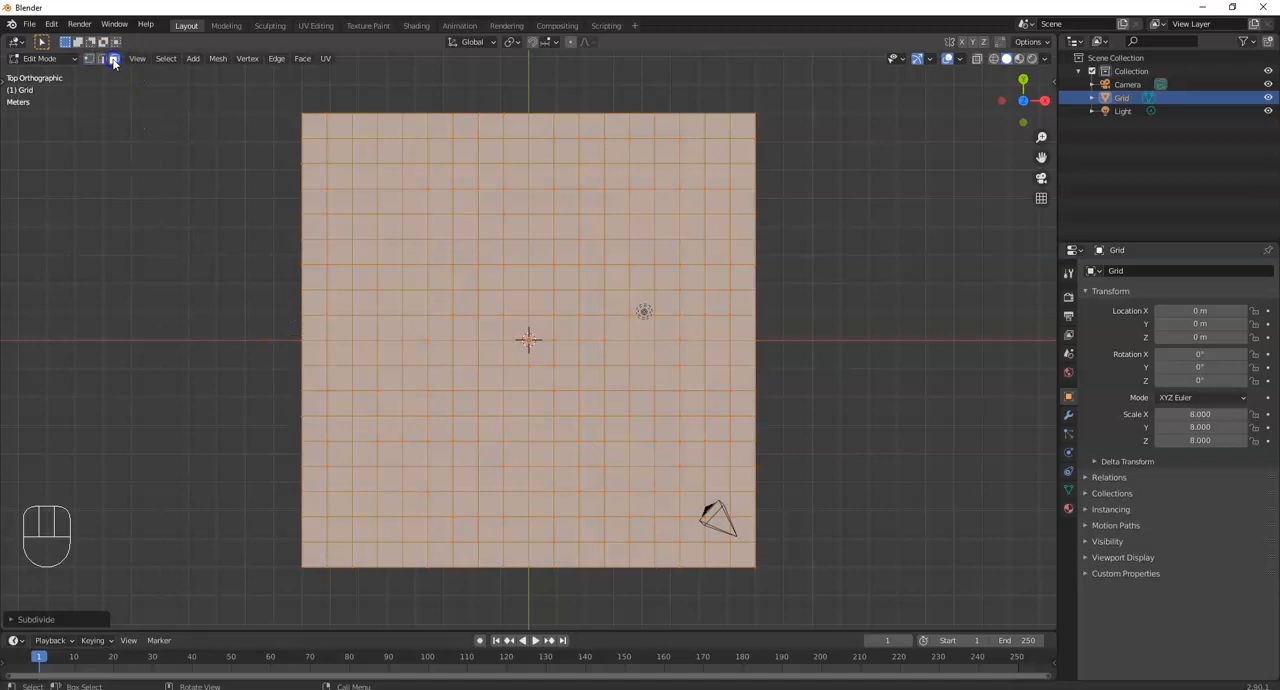 Blender
File Edit Render Window Help Layout Modeling Sculpting UV Editing Texture Paint Shading Animation Rendering Compositing Scripting + Scene View Layer
Global X Y Z Options
Edit Mode View Select Add Mesh Vertex Edge Face UV
Top Orthographic
(1) Grid
Meters
Scene Collection
Collection
Camera
Grid
Light
Grid
Grid
Transform
Location X 0 m
Y 0 m
Z 0 m
Rotation X 0°
Y 0°
Z 0°
Mode XYZ Euler
Scale X 8.000
Y 8.000
Z 8.000
Delta Transform
Relations
Collections
Instancing
Motion Paths
Visibility
Viewport Display
Custom Properties
Subdivide
Playback Keying View Marker 1 Start 1 End 250
1 10 20 30 40 50 60 70 80 90 100 110 120 130 140 150 160 170 180 190 200 210 220 230 240 250
Select Box Select Rotate View Call Menu 2.90.1